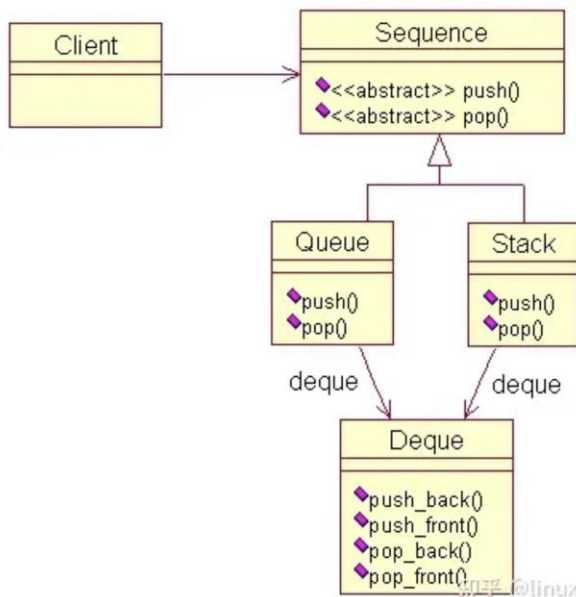 Client
Sequence
<<abstract>> push()
<<abstract>> pop()
Queue
push()
pop()
Stack
push()
pop()
deque
deque
Deque
push_back()
push_front()
pop_back()
pop_front()
知乎 @linux